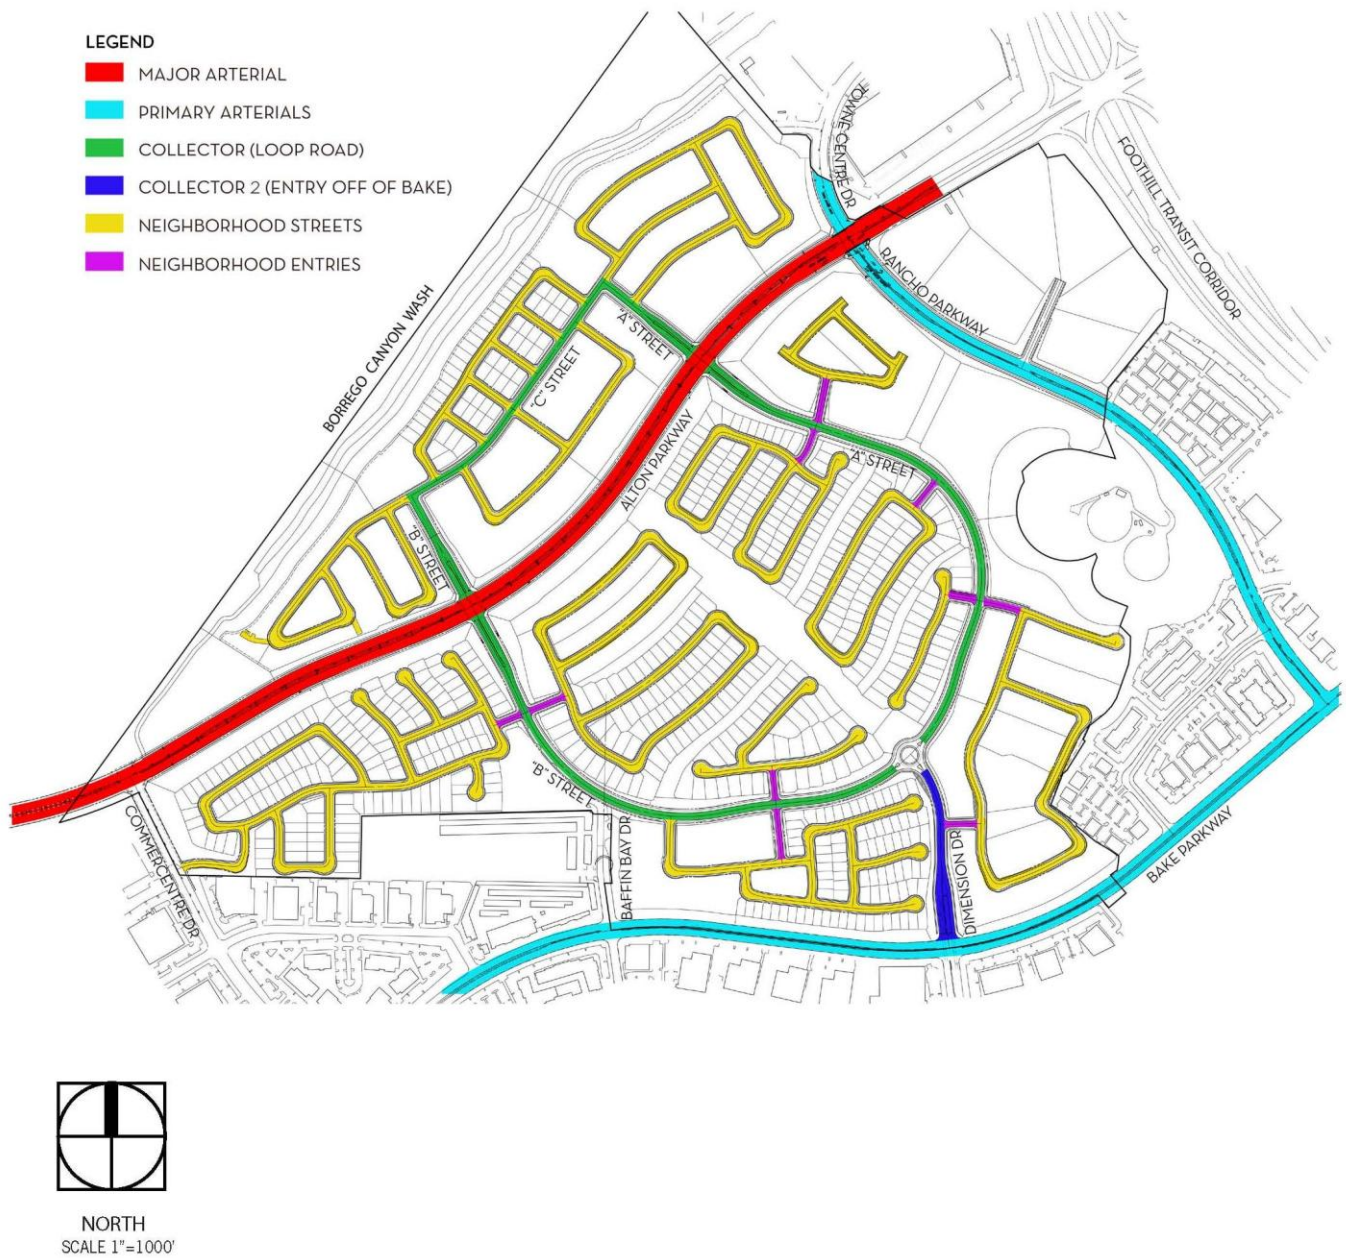 LEGEND
MAJOR ARTERIAL
PRIMARY ARTERIALS
COLLECTOR (LOOP ROAD)
COLLECTOR 2 (ENTRY OFF OF BAKE)
NEIGHBORHOOD STREETS
NEIGHBORHOOD ENTRIES
TOWNE CENTRE DR
FOOTHILL TRANSIT CORRIDOR
RANCHO PARKWAY
BORREGO CANYON WASH
"A" STREET
"C" STREET
ALTON PARKWAY
"A" STREET
"B" STREET
"B" STREET
COMMERCENTRE DR
BAFFIN BAY DR
DIMENSION DR
BAKE PARKWAY
NORTH
SCALE 1"=1000'